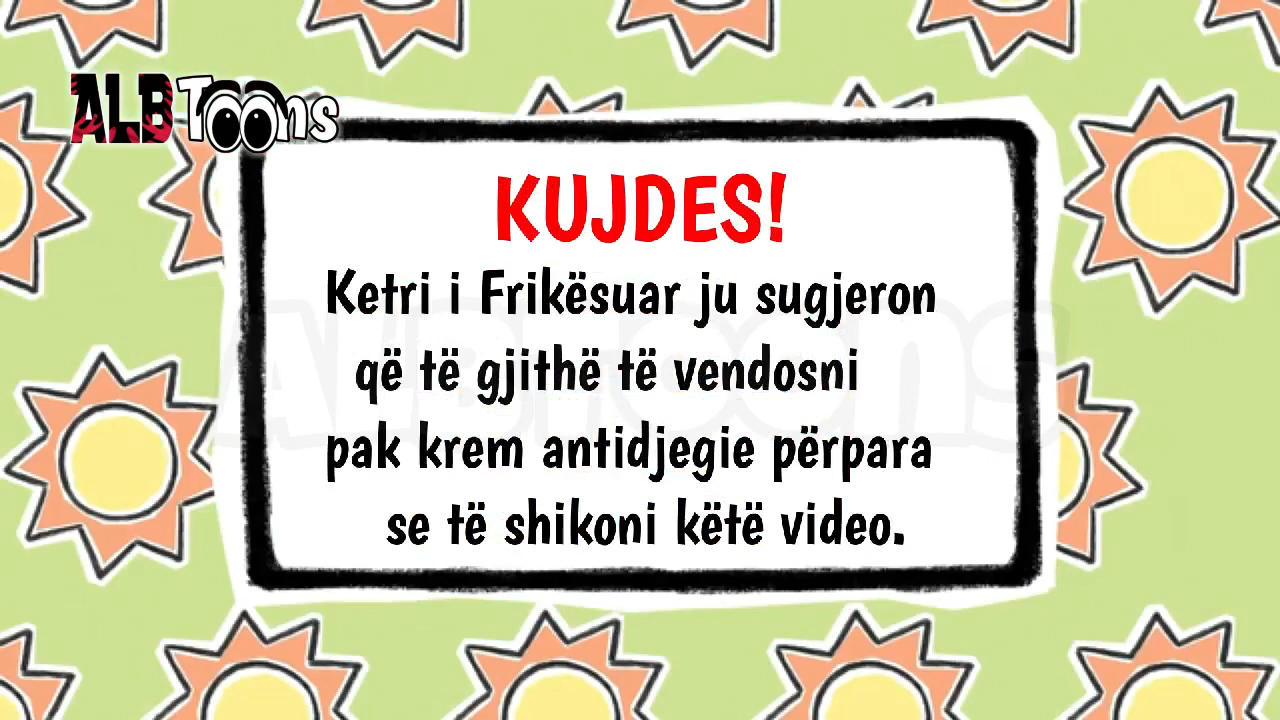 ALBToons
KUJDES!
Ketri i Frikësuar ju sugjeron
që të gjithë të vendosni
pak krem antidjegie përpara
se të shikoni këtë video.
ALBToons